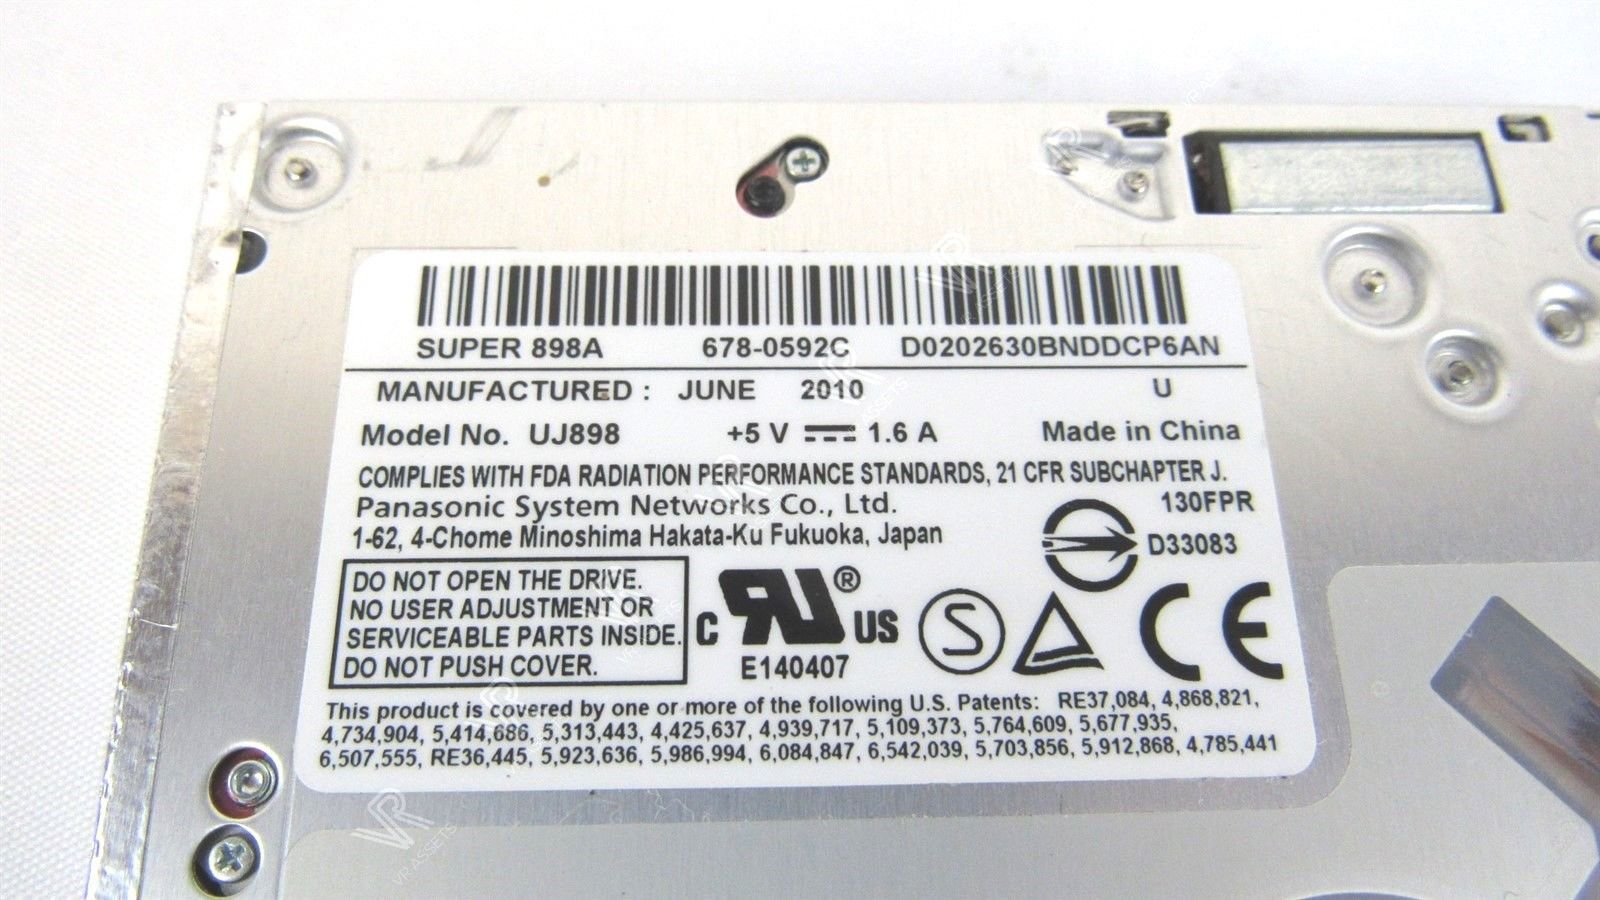 SUPER 898A 678-0592C D0202630BNDDCP6AN
MANUFACTURED : JUNE 2010 U
Model No. UJ898 +5 V 1.6 A Made in China
COMPLIES WITH FDA RADIATION PERFORMANCE STANDARDS, 21 CFR SUBCHAPTER J.
Panasonic System Networks Co., Ltd. 130FPR
1-62, 4-Chome Minoshima Hakata-Ku Fukuoka, Japan D33083
DO NOT OPEN THE DRIVE.
NO USER ADJUSTMENT OR
SERVICEABLE PARTS INSIDE.
DO NOT PUSH COVER.
C RU ® US
E140407
S
CE
This product is covered by one or more of the following U.S. Patents: RE37,084, 4,868,821,
4,734,904, 5,414,686, 5,313,443, 4,425,637, 4,939,717, 5,109,373, 5,764,609, 5,677,935,
6,507,555, RE36,445, 5,923,636, 5,986,994, 6,084,847, 6,542,039, 5,703,856, 5,912,868, 4,785,441
VR ASSETS